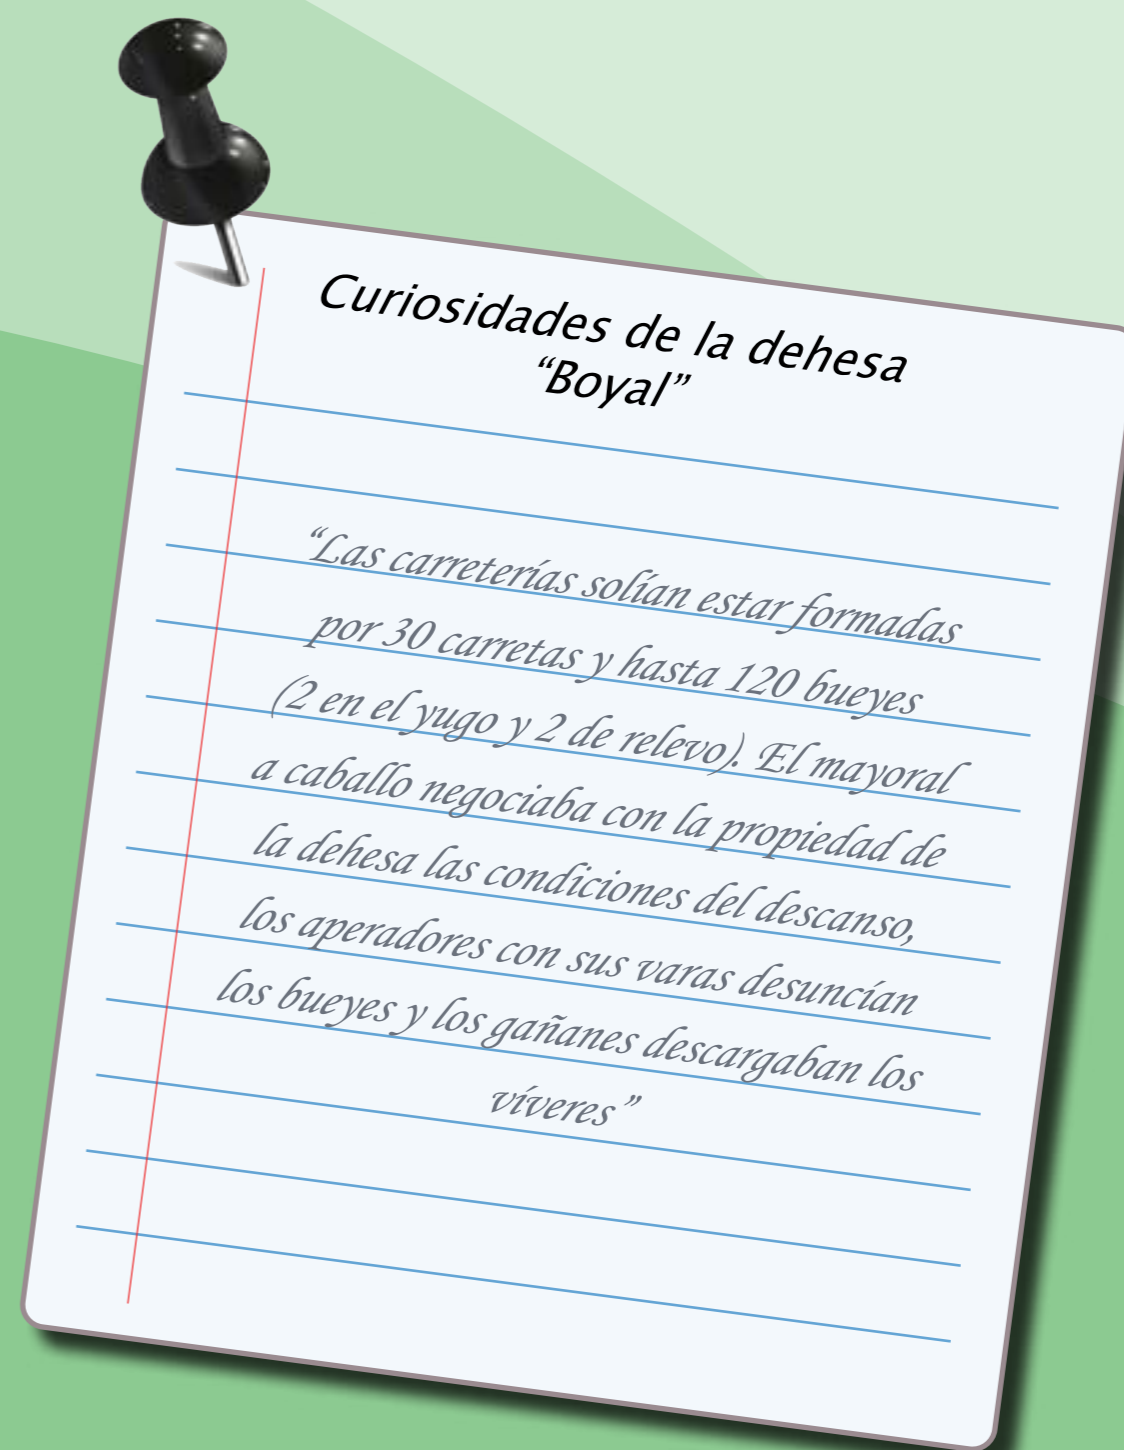 Curiosidades de la dehesa
“Boyal”
“Las carreterías solían estar formadas
por 30 carretas y hasta 120 bueyes
(2 en el yugo y 2 de relevo). El mayoral
a caballo negociaba con la propiedad de
la dehesa las condiciones del descanso,
los aperadores con sus varas desuncían
los bueyes y los gañanes descargaban los
víveres”